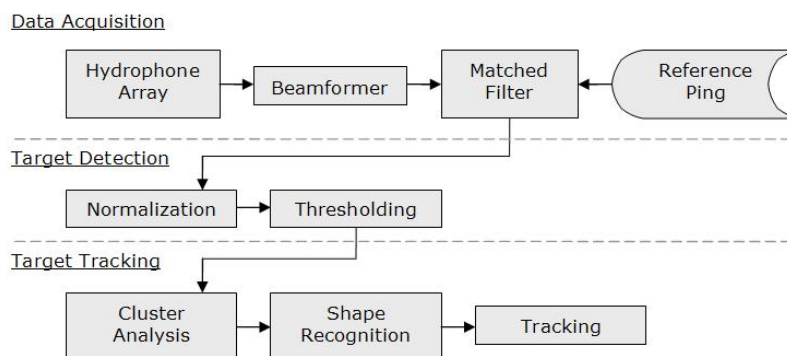 Data Acquisition
Hydrophone
Array
Beamformer
Matched
Filter
Reference
Ping
Target Detection
Normalization
Thresholding
Target Tracking
Cluster
Analysis
Shape
Recognition
Tracking